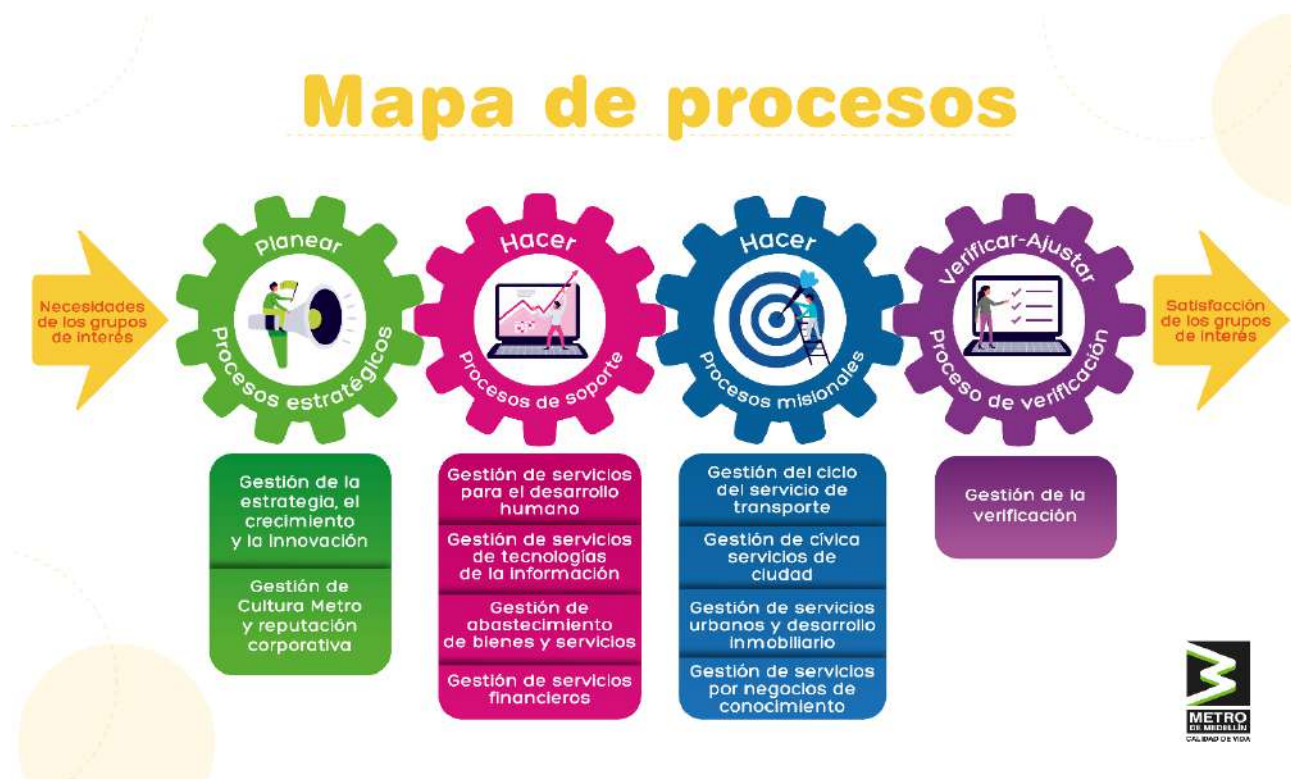 Mapa de procesos
Necesidades
de los grupos
de interés
Planear
Procesos estratégicos
Hacer
Procesos de soporte
Hacer
Procesos misionales
Verificar-Ajustar
Proceso de verificación
Satisfacción
de los grupos
de interés
Gestión de la
estrategia, el
crecimiento
y la innovación
Gestión de
Cultura Metro
y reputación
corporativa
Gestión de servicios
para el desarrollo
humano
Gestión de servicios
de tecnologías
de la información
Gestión de
abastecimiento
de bienes y servicios
Gestión de servicios
financieros
Gestión del ciclo
del servicio de
transporte
Gestión de cívica
servicios de
ciudad
Gestión de servicios
urbanos y desarrollo
inmobiliario
Gestión de servicios
por negocios de
conocimiento
Gestión de la
verificación
METRO
DE MEDELLÍN
CALIDAD DE VIDA